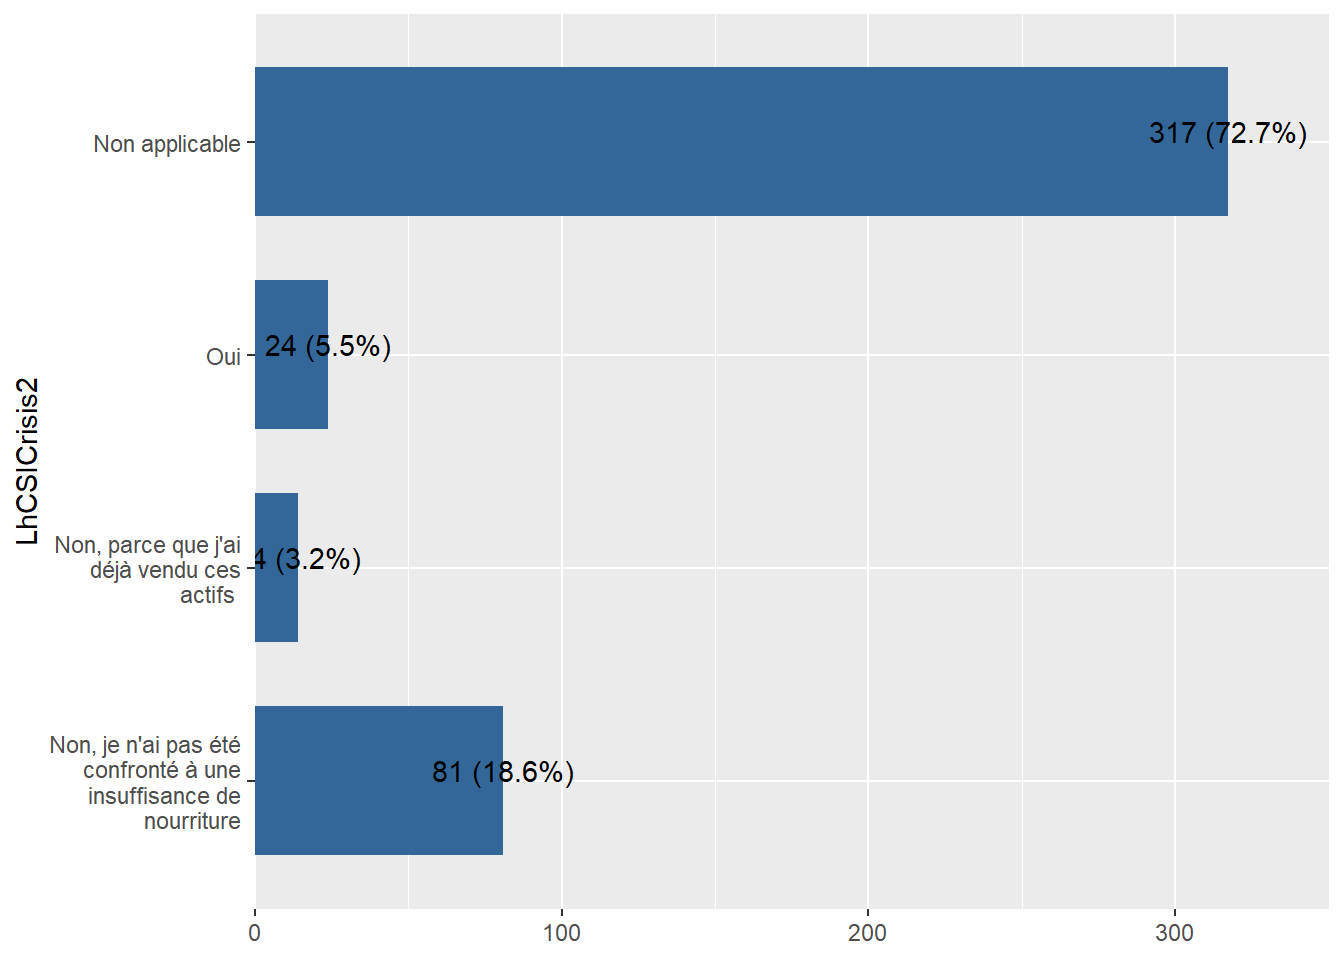 LhCSICrisis2
Non applicable
317 (72.7%)
Oui
24 (5.5%)
Non, parce que j'ai
déjà vendu ces
actifs
4 (3.2%)
Non, je n'ai pas été
confronté à une
insuffisance de
nourriture
81 (18.6%)
0
100
200
300